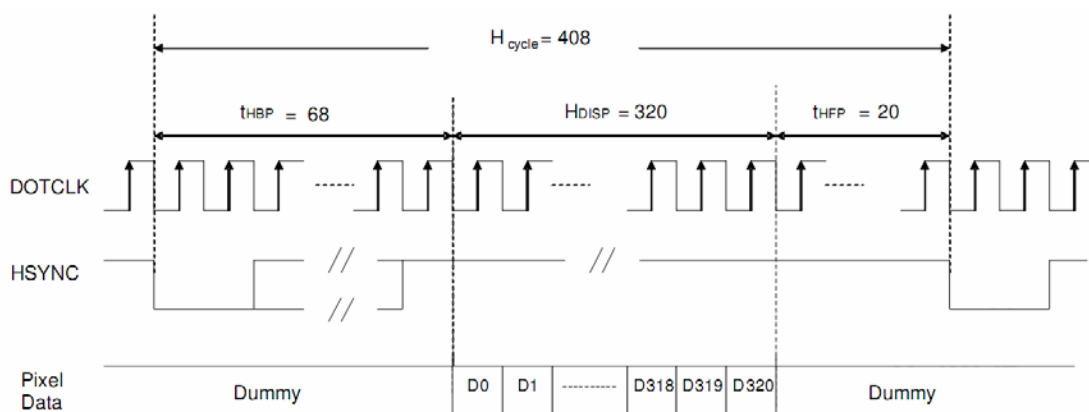 H cycle = 408
tHBP = 68
HDISP = 320
tHFP = 20
DOTCLK
HSYNC
Pixel
Data
Dummy
D0
D1
D318
D319
D320
Dummy